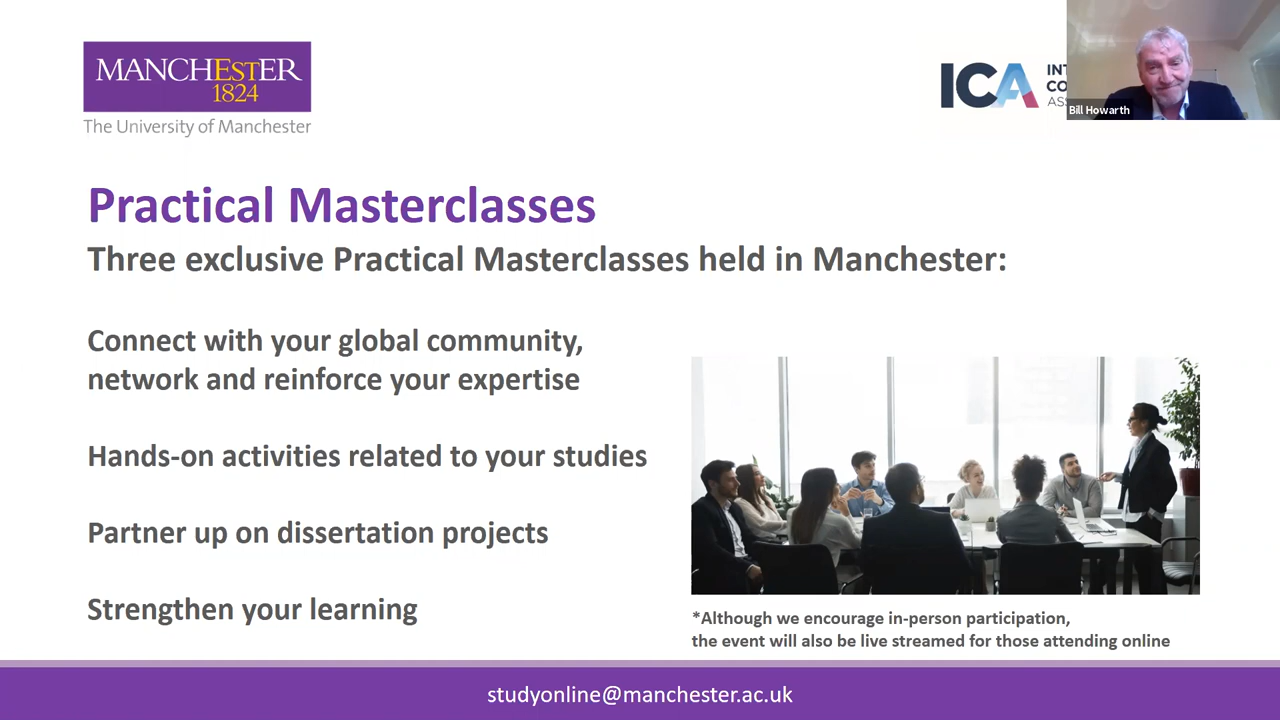 MANCHESTER
1824
The University of Manchester
ICA
Bill Howarth
Practical Masterclasses
Three exclusive Practical Masterclasses held in Manchester:
Connect with your global community,
network and reinforce your expertise
Hands-on activities related to your studies
Partner up on dissertation projects
Strengthen your learning
*Although we encourage in-person participation,
the event will also be live streamed for those attending online
studyonline@manchester.ac.uk